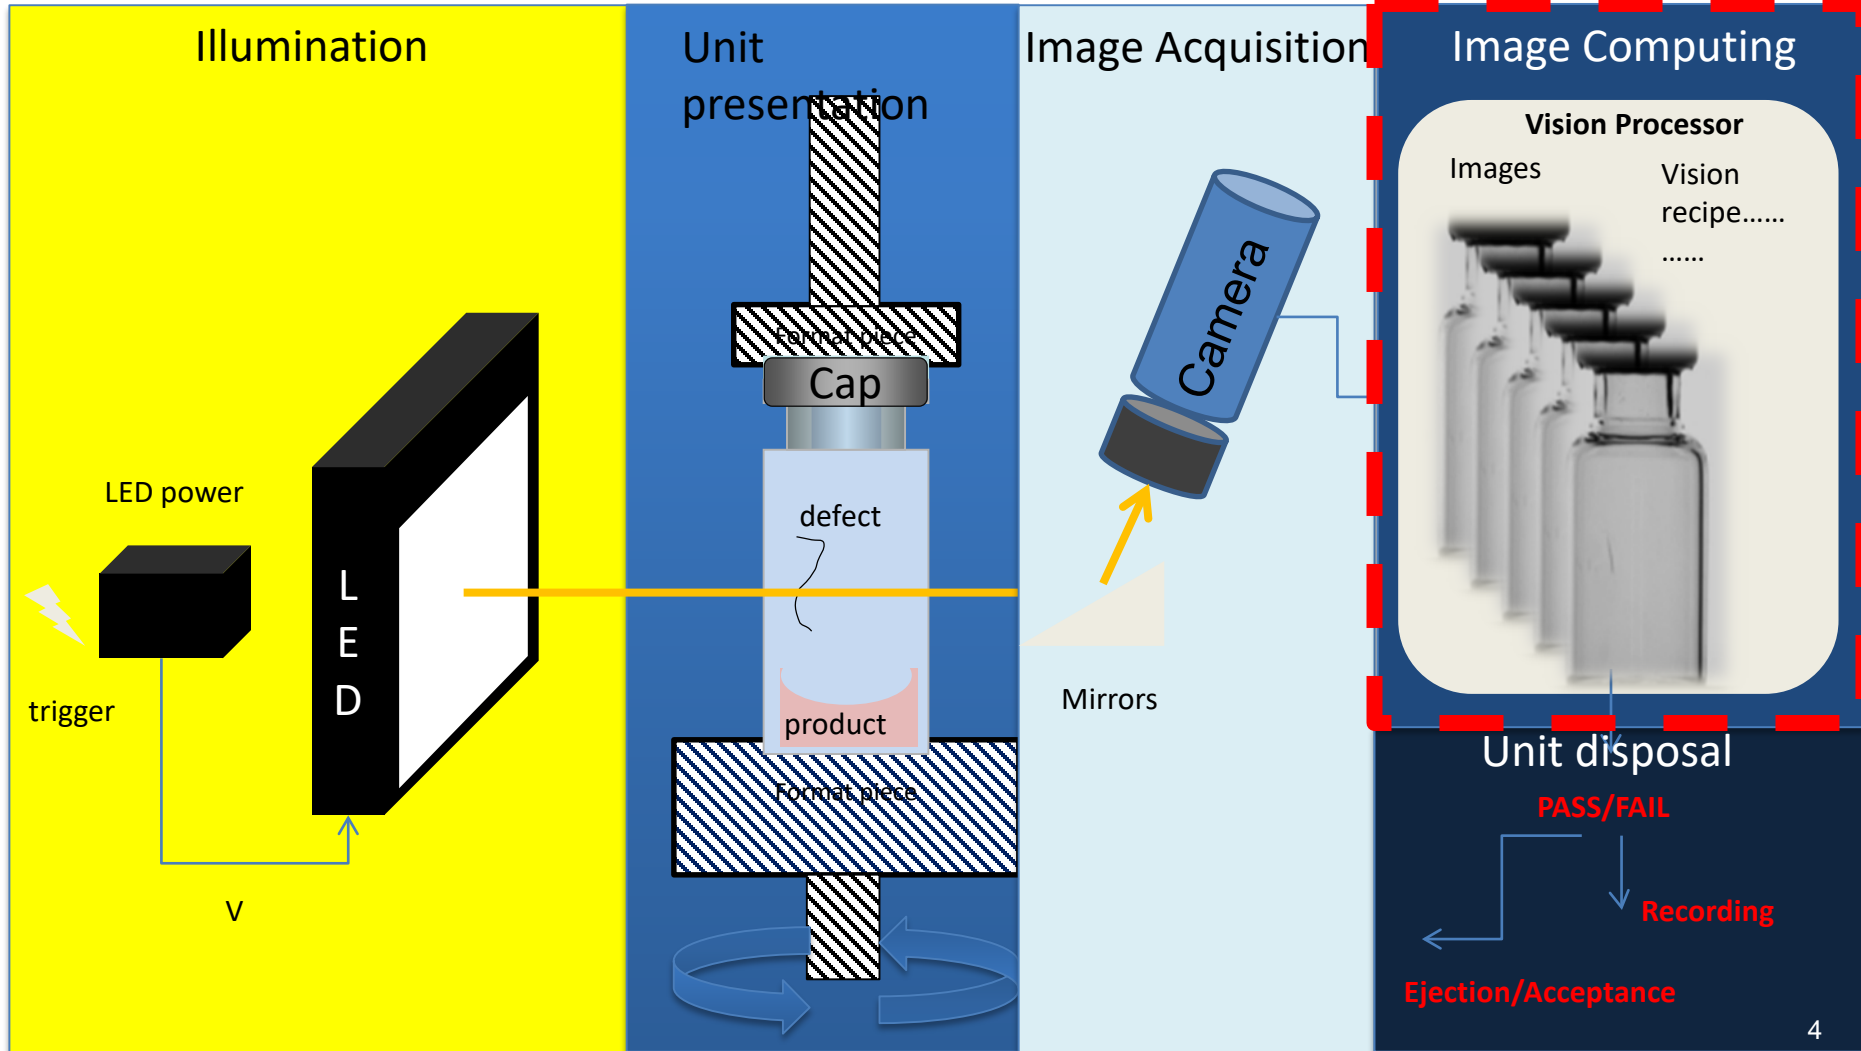 Illumination
LED power
trigger
L
E
D
V
Unit
presentation
Format piece
Cap
defect
product
Format piece
Image Acquisition
Camera
Mirrors
Image Computing
Vision Processor
Images
Vision
recipe......
......
Unit disposal
PASS/FAIL
Recording
Ejection/Acceptance
4